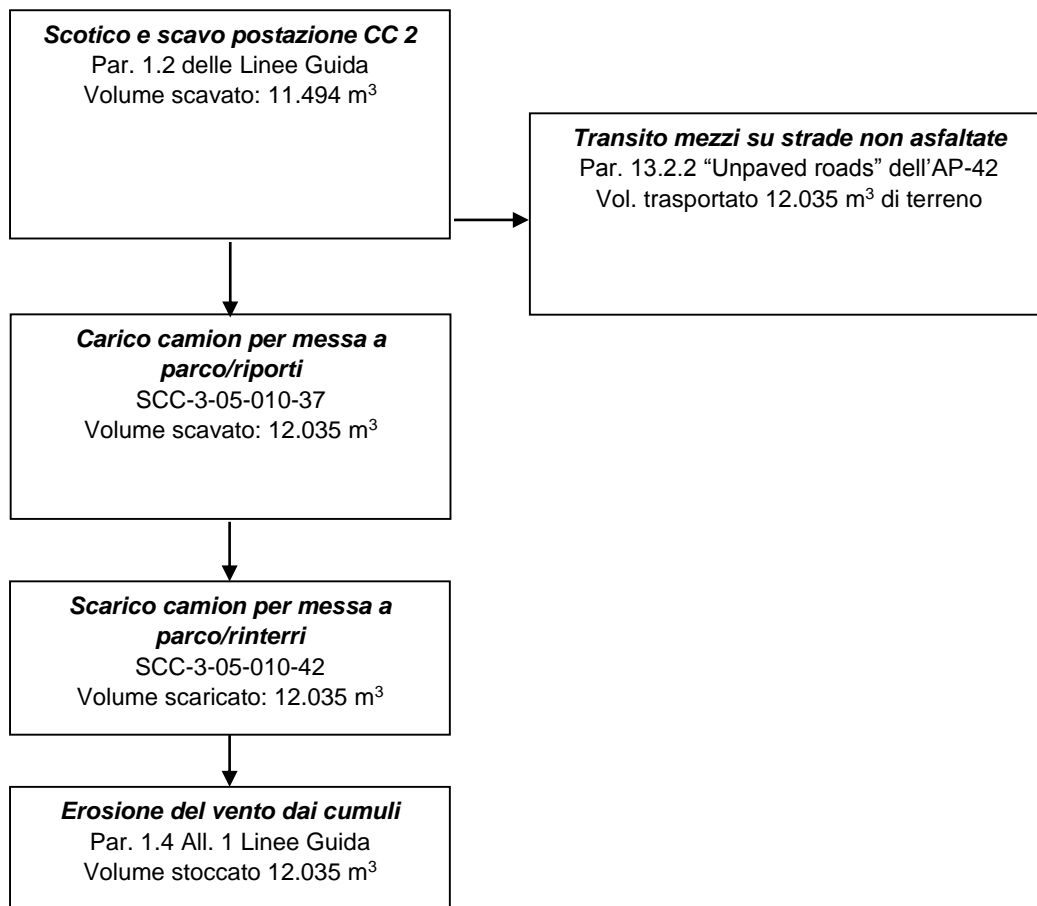 Scotico e scavo postazione CC 2
Par. 1.2 delle Linee Guida
Volume scavato: 11.494 m³
Transito mezzi su strade non asfaltate
Par. 13.2.2 “Unpaved roads” dell’AP-42
Vol. trasportato 12.035 m³ di terreno
Carico camion per messa a
parco/riporti
SCC-3-05-010-37
Volume scavato: 12.035 m³
Scarico camion per messa a
parco/rinterri
SCC-3-05-010-42
Volume scaricato: 12.035 m³
Erosione del vento dai cumuli
Par. 1.4 All. 1 Linee Guida
Volume stoccato 12.035 m³